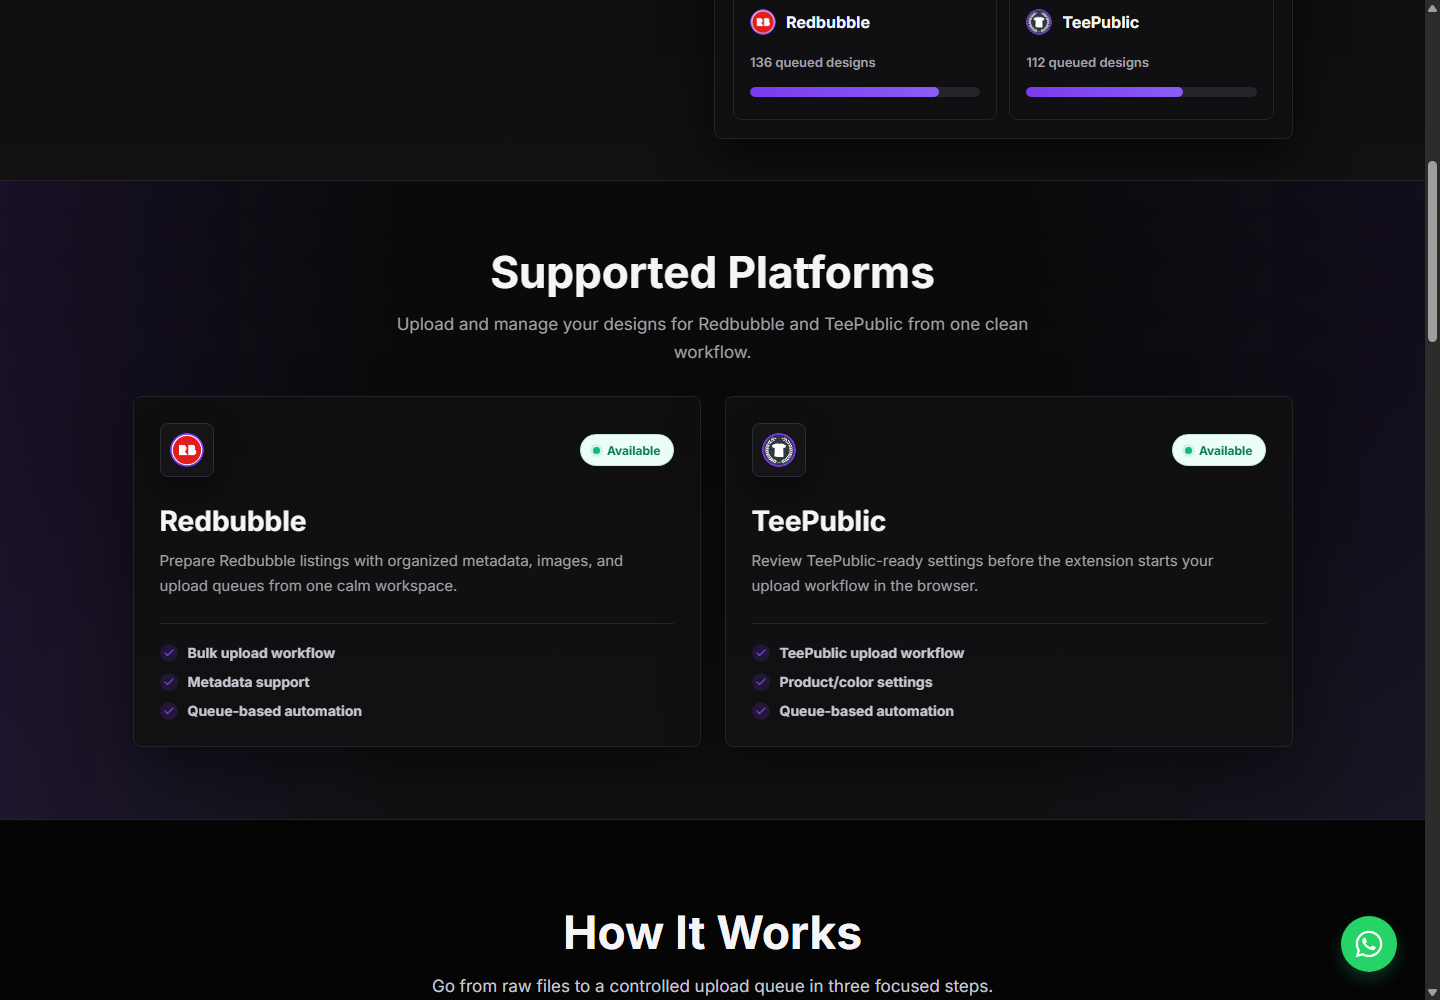 Redbubble
TeePublic
136 queued designs
112 queued designs
Supported Platforms
Upload and manage your designs for Redbubble and TeePublic from one clean
workflow.
RB
Available
Available
Redbubble
TeePublic
Prepare Redbubble listings with organized metadata, images, and
upload queues from one calm workspace.
Review TeePublic-ready settings before the extension starts your
upload workflow in the browser.
Bulk upload workflow
Metadata support
Queue-based automation
TeePublic upload workflow
Product/color settings
Queue-based automation
How It Works
Go from raw files to a controlled upload queue in three focused steps.